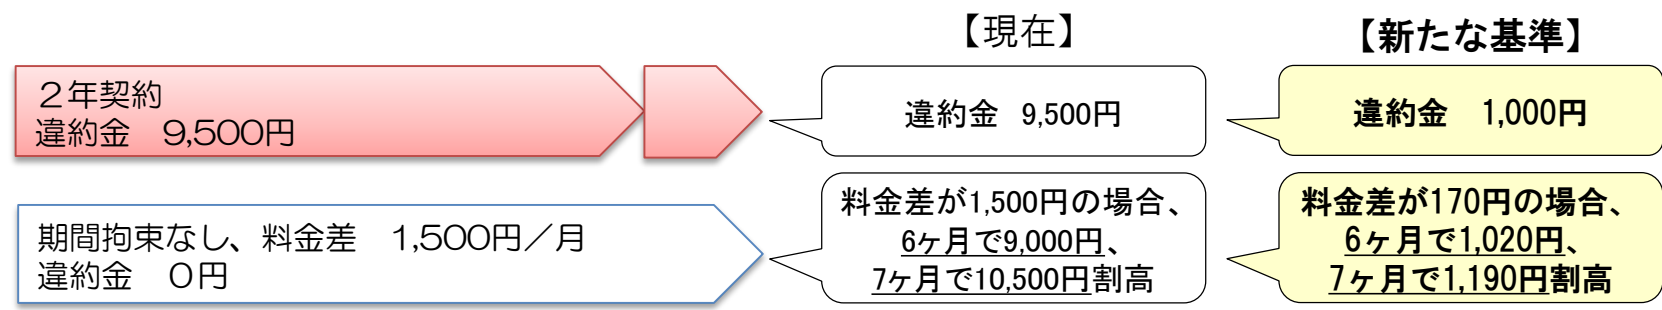 【現在】
【新たな基準】
２年契約
違約金　9,500円
違約金　9,500円
違約金　1,000円
期間拘束なし、料金差　1,500円／月
違約金　０円
料金差が1,500円の場合、
6ヶ月で9,000円、
7ヶ月で10,500円割高
料金差が170円の場合、
6ヶ月で1,020円、
7ヶ月で1,190円割高